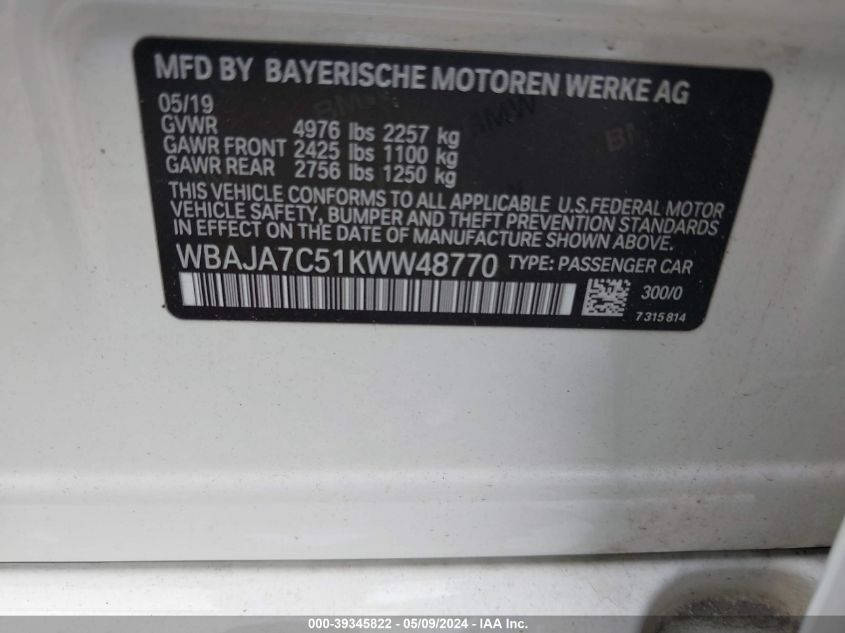 MFD BY BAYERISCHE MOTOREN WERKE AG
05/19
GVWR 4976 lbs 2257 kg
GAWR FRONT 2425 lbs 1100 kg
GAWR REAR 2756 lbs 1250 kg
THIS VEHICLE CONFORMS TO ALL APPLICABLE U.S.FEDERAL MOTOR
VEHICLE SAFETY, BUMPER AND THEFT PREVENTION STANDARDS
IN EFFECT ON THE DATE OF MANUFACTURE SHOWN ABOVE.
WBAJA7C51KWW48770 TYPE: PASSENGER CAR
300/0
7315814
000-39345822 - 05/09/2024 - IAA Inc.